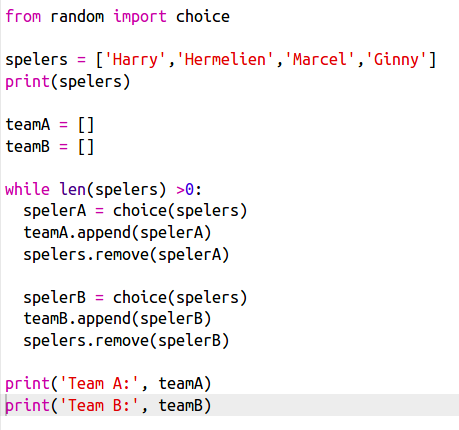 from random import choice
spelers = ['Harry','Hermelien','Marcel','Ginny']
print(spelers)
teamA = []
teamB = []
while len(spelers) >0:
  spelerA = choice(spelers)
  teamA.append(spelerA)
  spelers.remove(spelerA)
  spelerB = choice(spelers)
  teamB.append(spelerB)
  spelers.remove(spelerB)
print('Team A:', teamA)
print('Team B:', teamB)